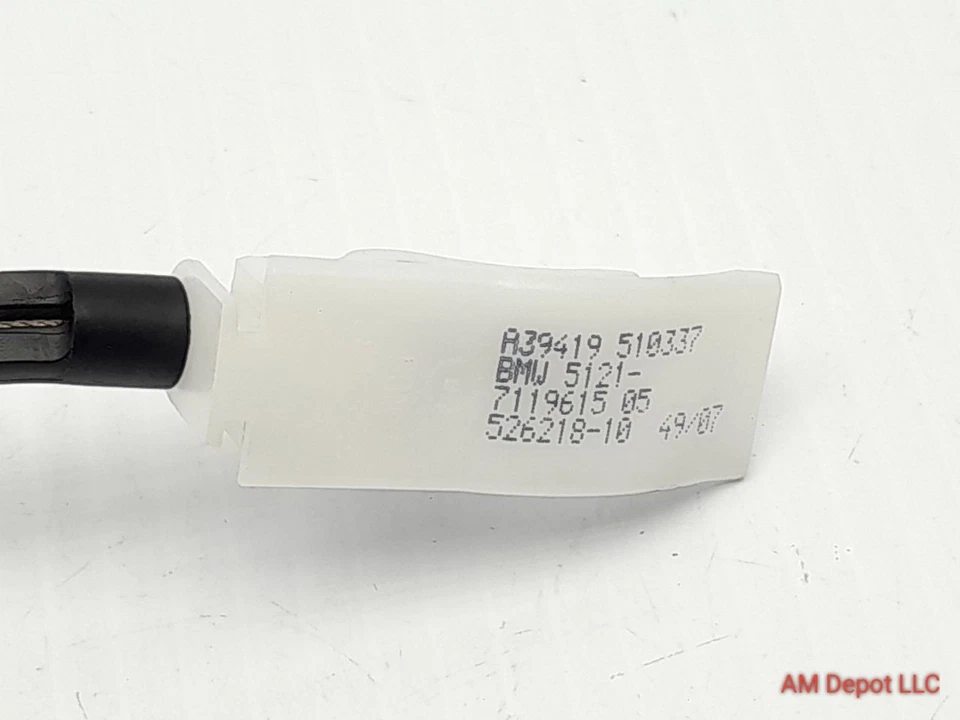 A39419 510337
BMW 5121-
7119615 05
526218-10 49/07
AM Depot LLC